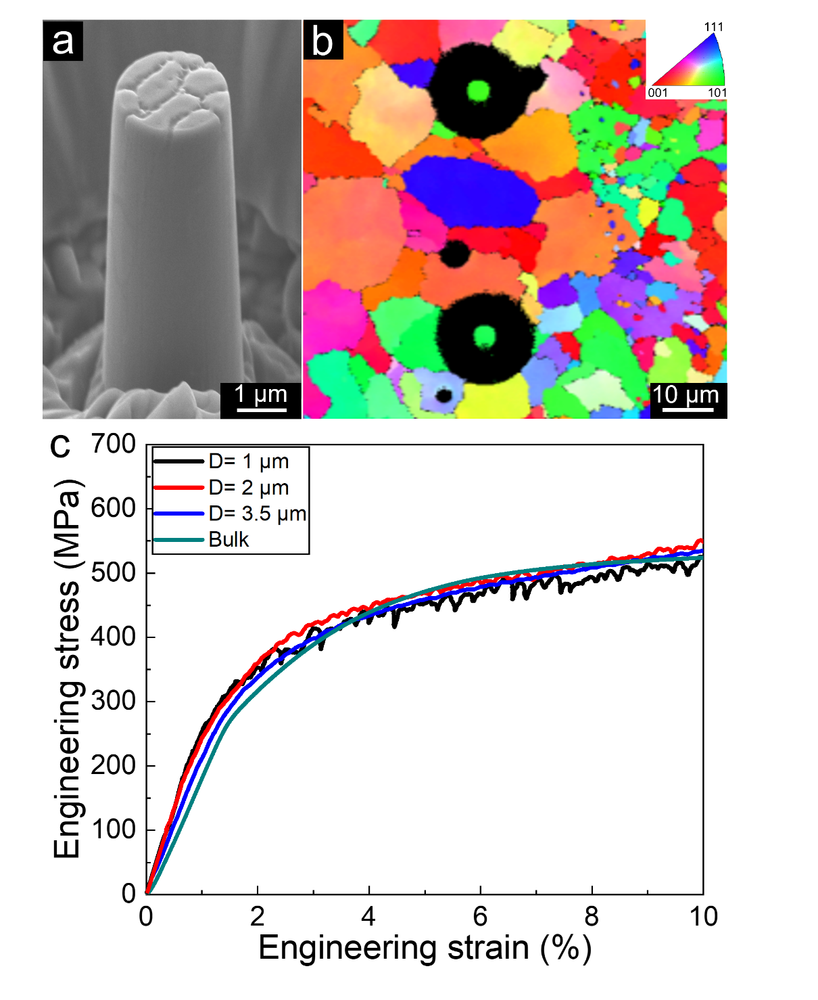 a
b
111
001
101
1 µm
10 µm
c
D= 1 µm
D= 2 µm
D= 3.5 µm
Bulk
700
600
500
400
300
200
100
0
Engineering stress (MPa)
0 2 4 6 8 10
Engineering strain (%)